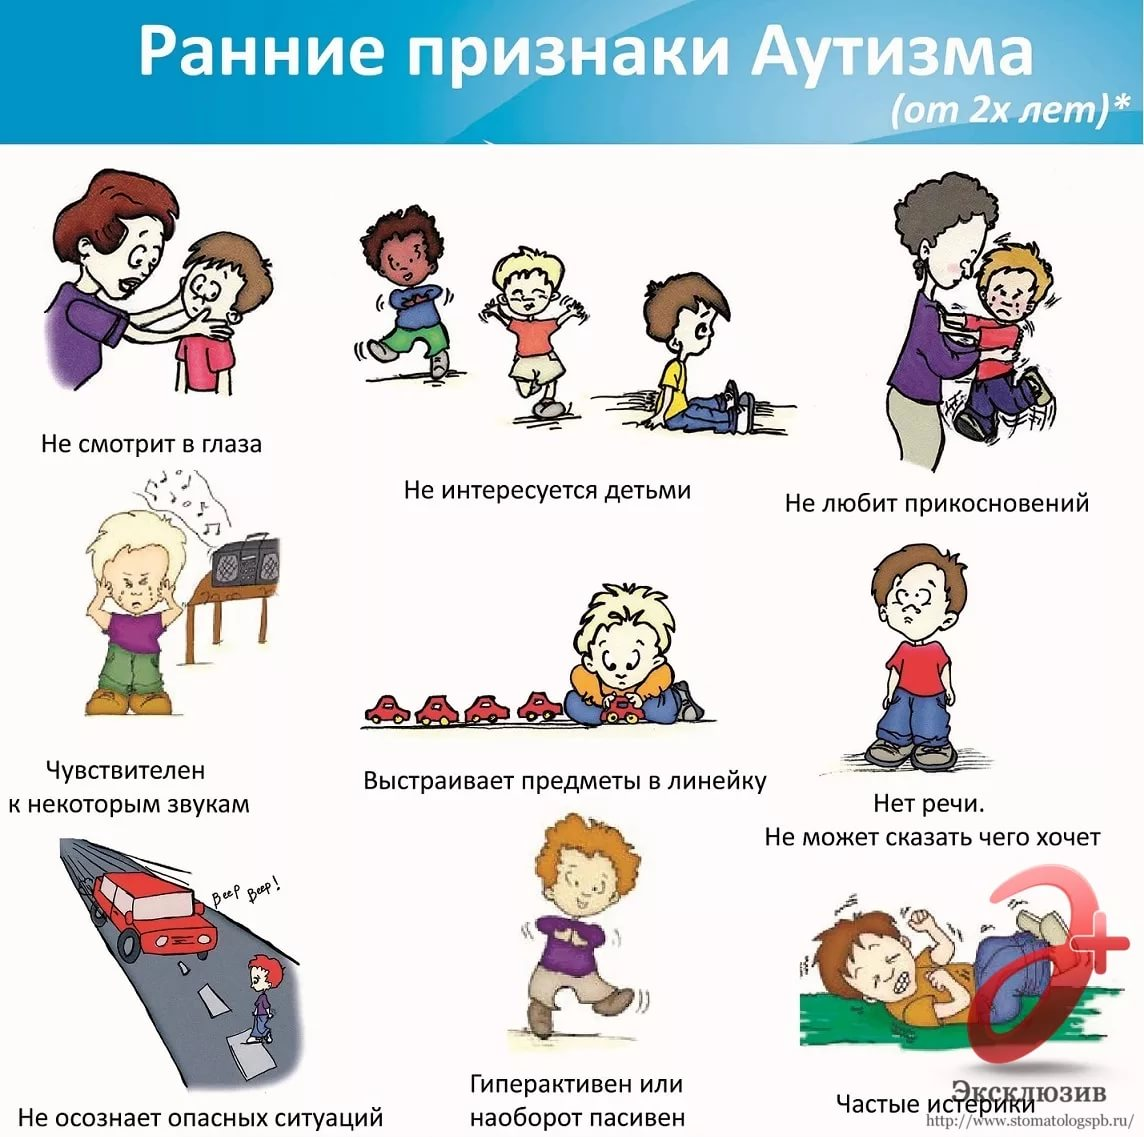 Ранние признаки Аутизма
(от 2х лет)*
Не смотрит в глаза
Не интересуется детьми
Не любит прикосновений
Чувствителен
к некоторым звукам
Выстраивает предметы в линейку
Нет речи.
Не может сказать чего хочет
Beep Beep!
Не осознает опасных ситуаций
Гиперактивен или
наоборот пасивен
Частые истерики
Э+
Эксклюзив
http://www.stomatologspb.ru/